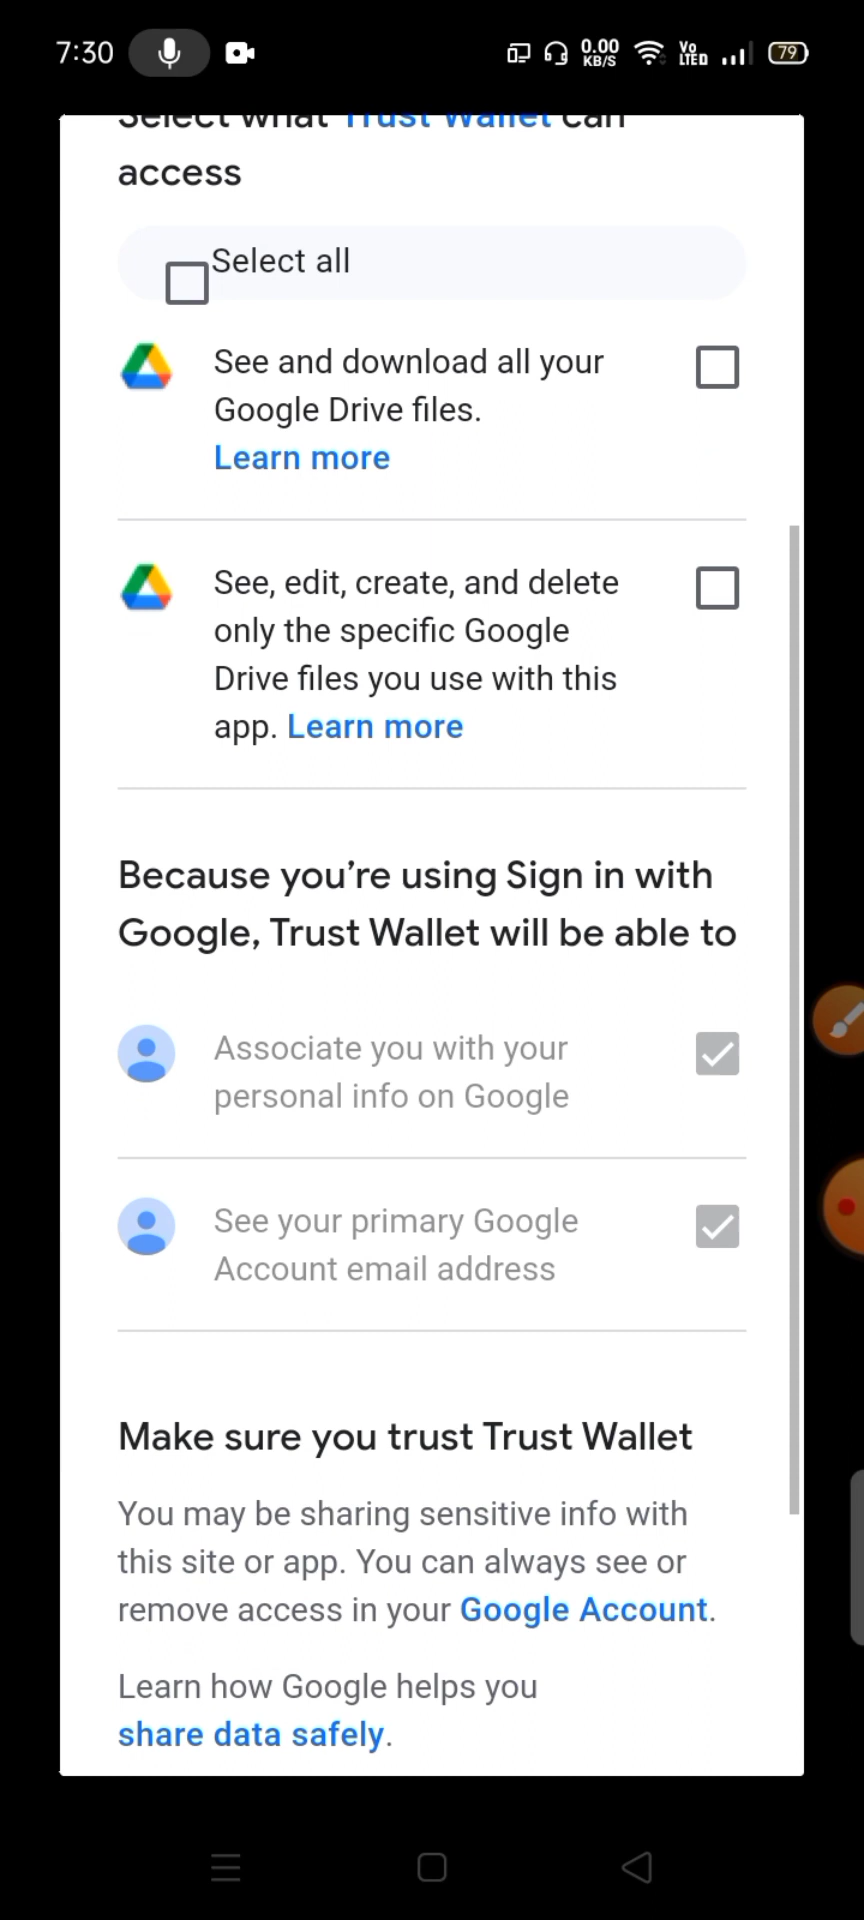 7:30
0.00
KB/S
Vo
LTED
79
Select what Trust Wallet can
access
Select all
See and download all your
Google Drive files.
Learn more
See, edit, create, and delete
only the specific Google
Drive files you use with this
app. Learn more
Because you’re using Sign in with
Google, Trust Wallet will be able to
Associate you with your
personal info on Google
See your primary Google
Account email address
Make sure you trust Trust Wallet
You may be sharing sensitive info with
this site or app. You can always see or
remove access in your Google Account.
Learn how Google helps you
share data safely.